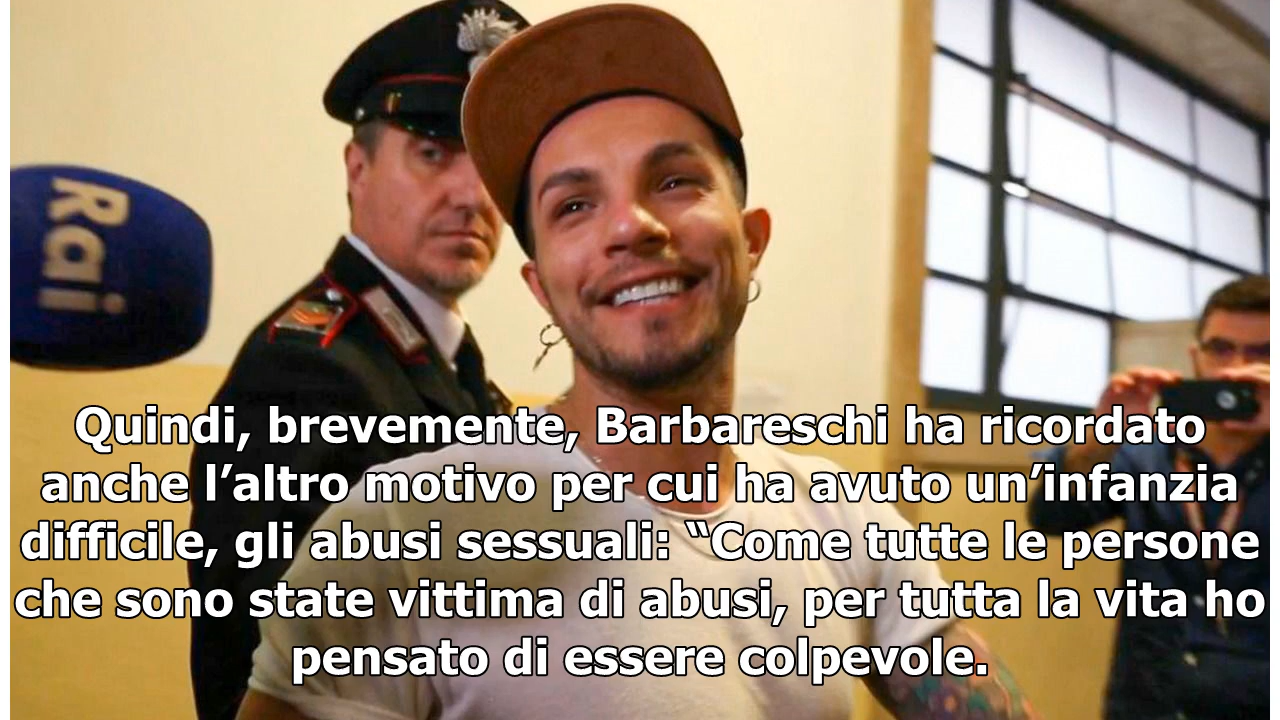 Rai
Quindi, brevemente, Barbareschi ha ricordato
anche l’altro motivo per cui ha avuto un’infanzia
difficile, gli abusi sessuali: “Come tutte le persone
che sono state vittima di abusi, per tutta la vita ho
pensato di essere colpevole.